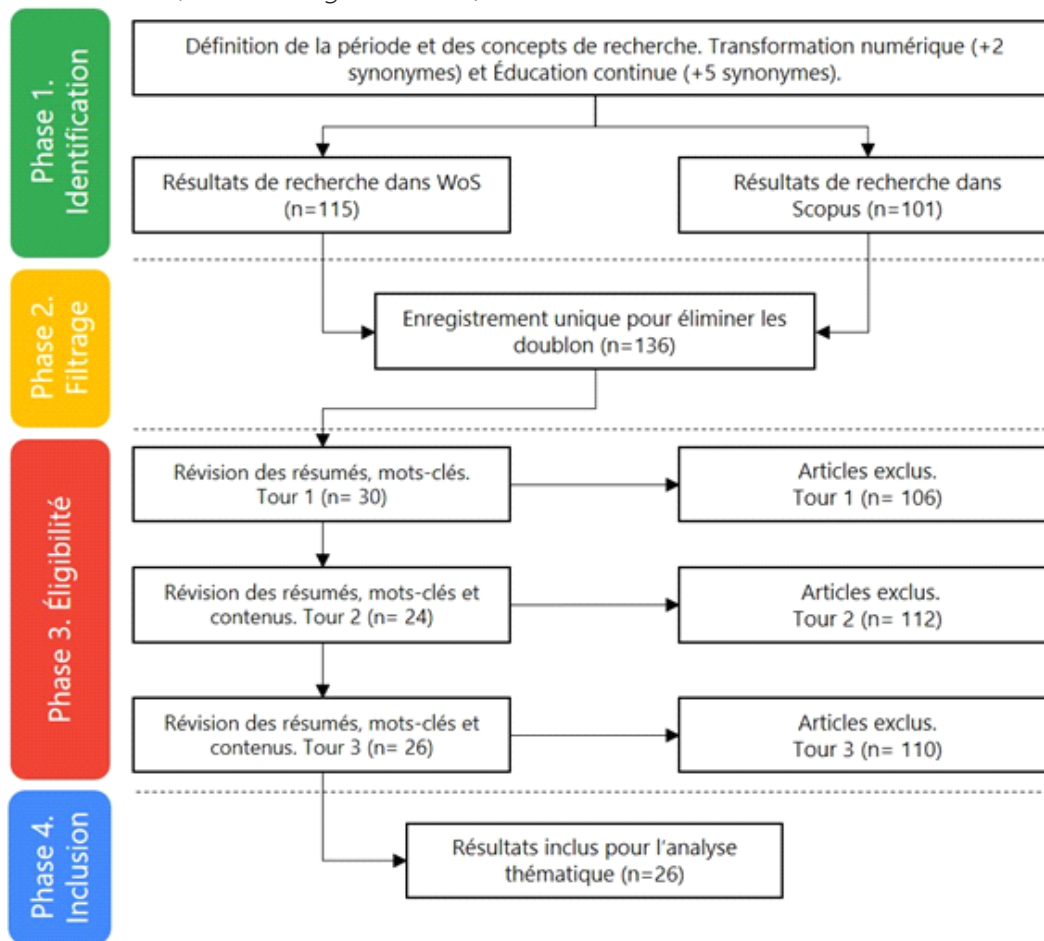 Phase 1.
Identification
Définition de la période et des concepts de recherche. Transformation numérique (+2
synonymes) et Éducation continue (+5 synonymes).
Résultats de recherche dans WoS
(n=115)
Résultats de recherche dans
Scopus (n=101)
Phase 2.
Filtrage
Enregistrement unique pour éliminer les
doublon (n=136)
Phase 3. Éligibilité
Révision des résumés, mots-clés.
Tour 1 (n= 30)
Articles exclus.
Tour 1 (n= 106)
Révision des résumés, mots-clés et
contenus. Tour 2 (n= 24)
Articles exclus.
Tour 2 (n= 112)
Révision des résumés, mots-clés et
contenus. Tour 3 (n= 26)
Articles exclus.
Tour 3 (n= 110)
Phase 4.
Inclusion
Résultats inclus pour l'analyse
thématique (n=26)